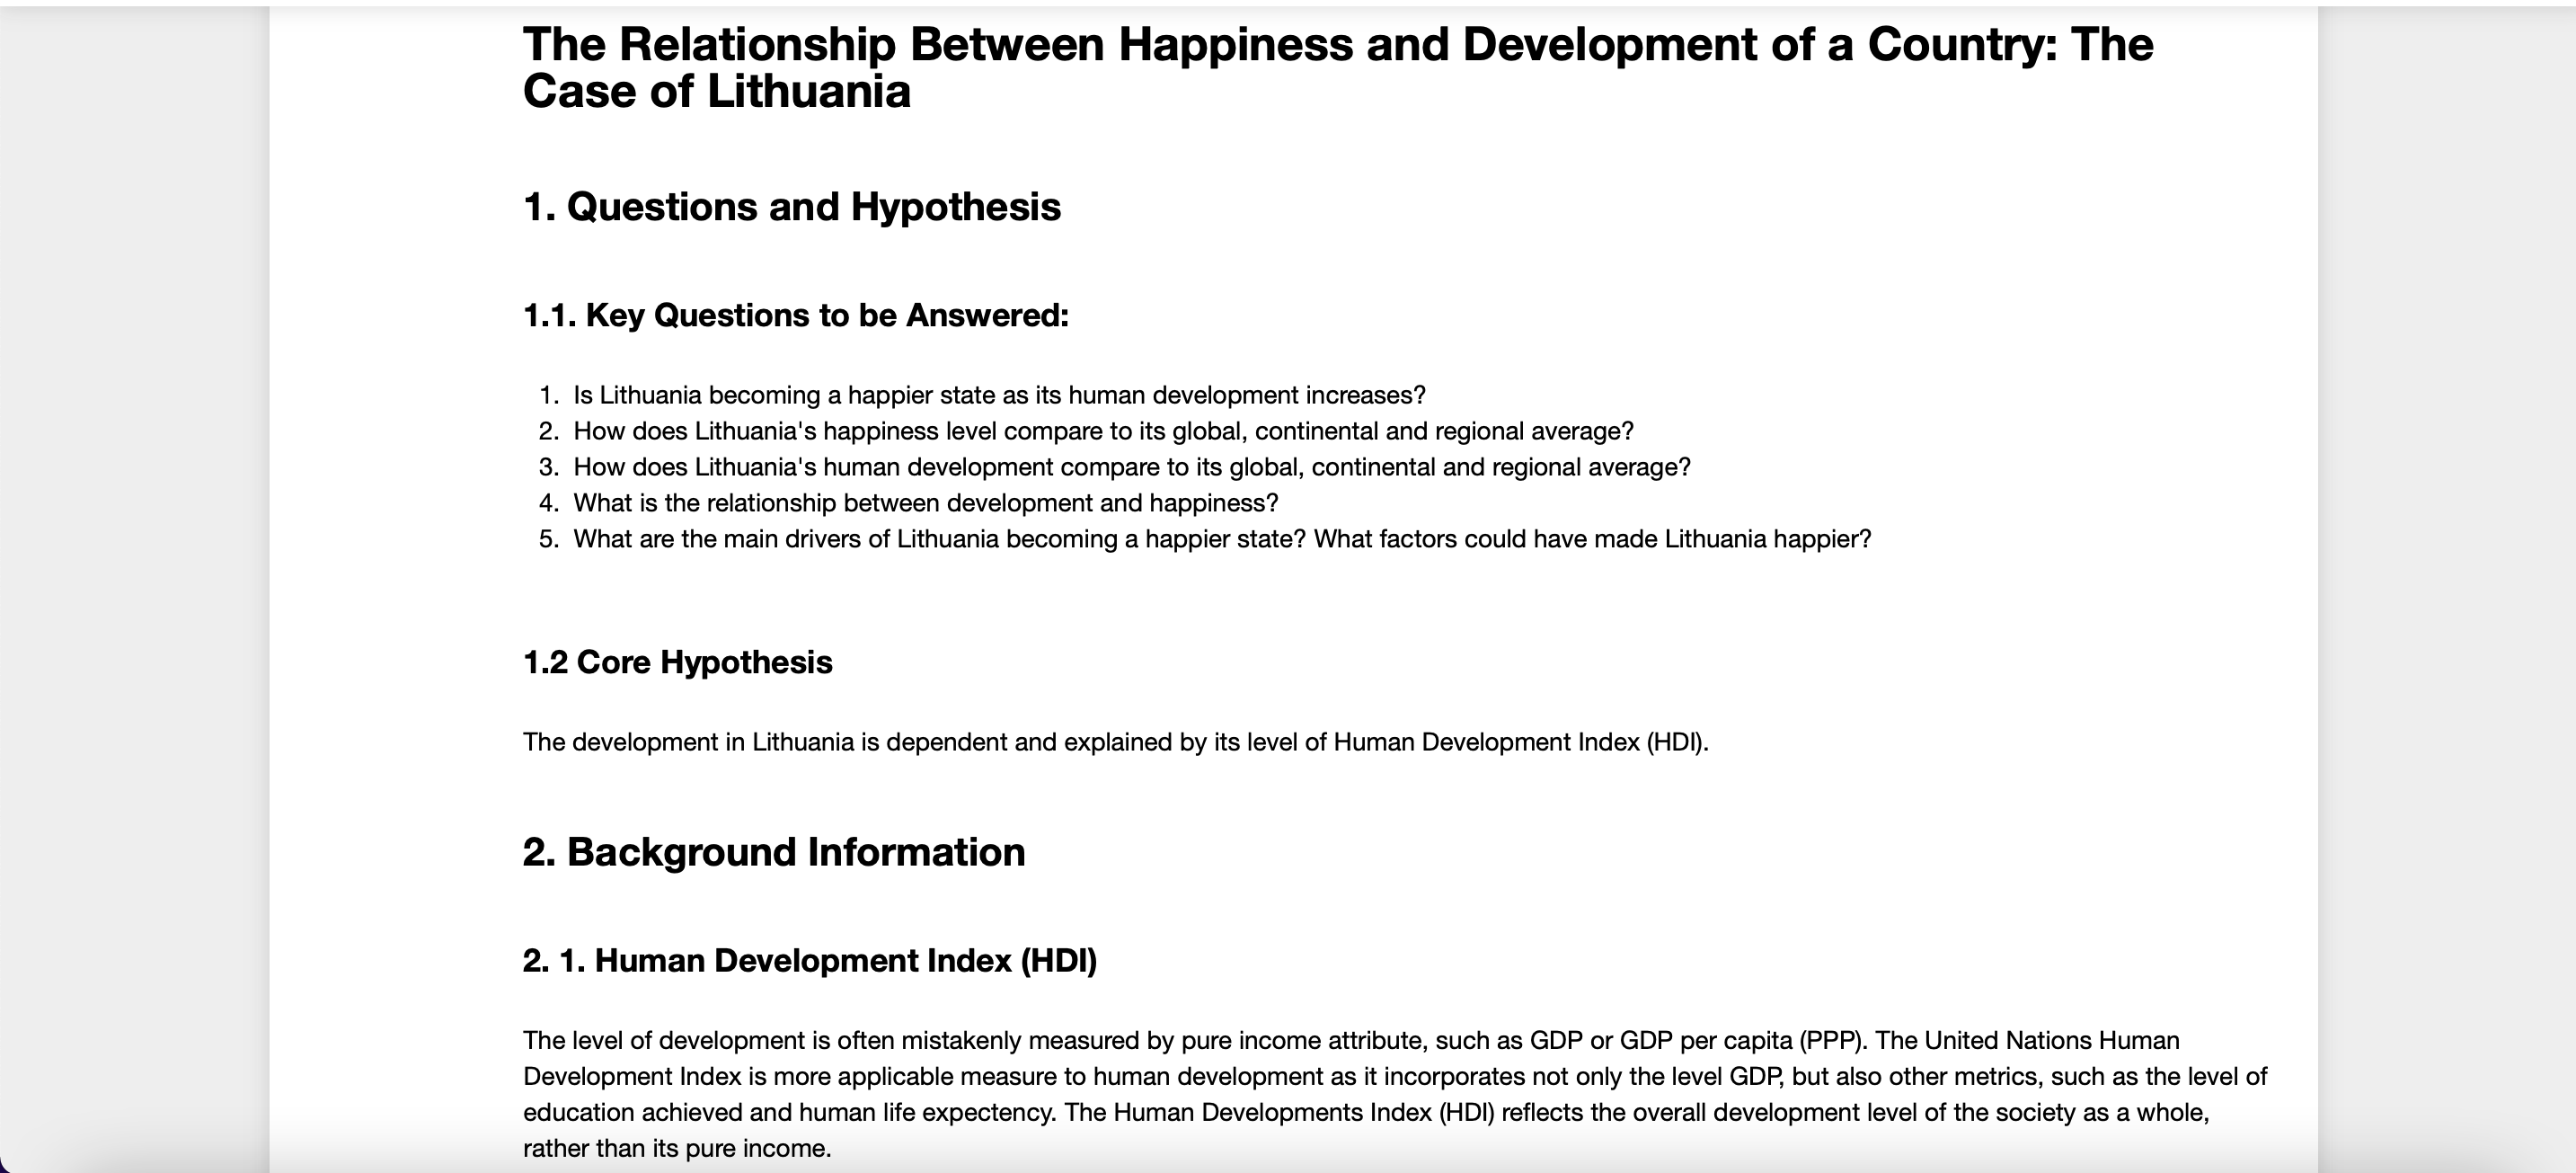 The Relationship Between Happiness and Development of a Country: The
Case of Lithuania
1. Questions and Hypothesis
1.1. Key Questions to be Answered:
1. Is Lithuania becoming a happier state as its human development increases?
2. How does Lithuania's happiness level compare to its global, continental and regional average?
3. How does Lithuania's human development compare to its global, continental and regional average?
4. What is the relationship between development and happiness?
5. What are the main drivers of Lithuania becoming a happier state? What factors could have made Lithuania happier?
1.2 Core Hypothesis
The development in Lithuania is dependent and explained by its level of Human Development Index (HDI).
2. Background Information
2. 1. Human Development Index (HDI)
The level of development is often mistakenly measured by pure income attribute, such as GDP or GDP per capita (PPP). The United Nations Human
Development Index is more applicable measure to human development as it incorporates not only the level GDP, but also other metrics, such as the level of
education achieved and human life expectency. The Human Developments Index (HDI) reflects the overall development level of the society as a whole,
rather than its pure income.